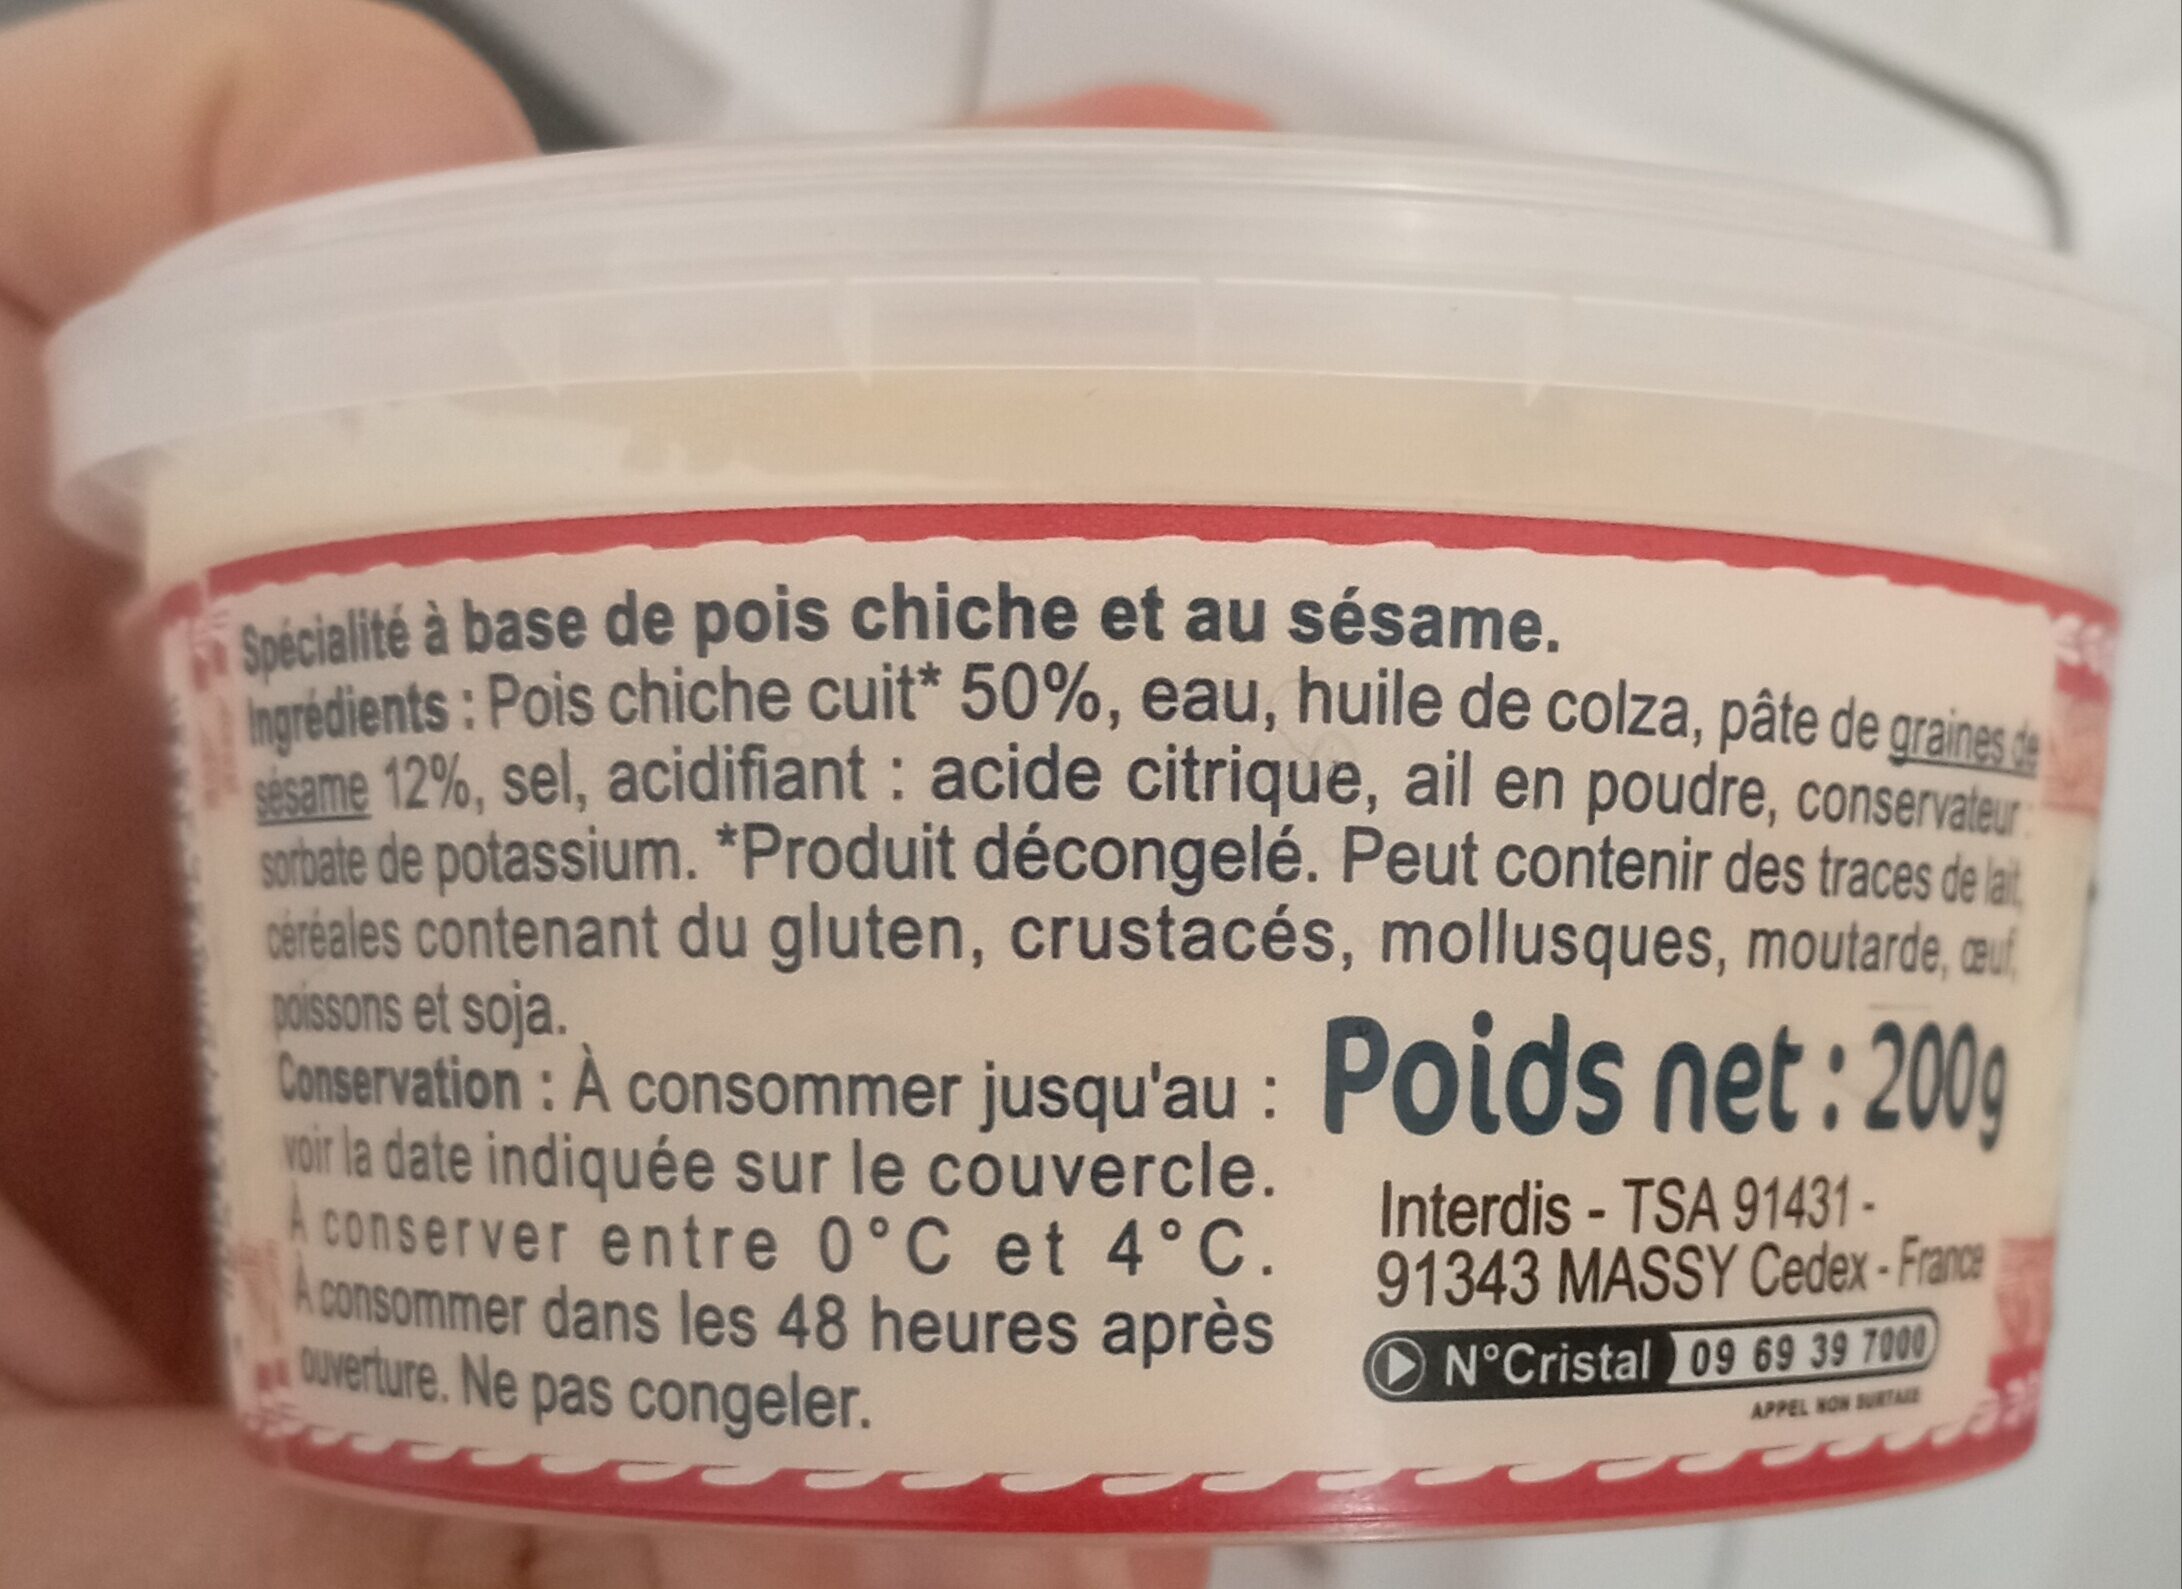 Spécialité à base de pois chiche et au sésame.
Ingrédients : Pois chiche cuit* 50%, eau, huile de colza, pâte de graines de
sésame 12%, sel, acidifiant : acide citrique, ail en poudre, conservateur :
sorbate de potassium. *Produit décongelé. Peut contenir des traces de lait,
céréales contenant du gluten, crustacés, mollusques, moutarde, œuf,
poissons et soja.
Conservation : À consommer jusqu'au :
voir la date indiquée sur le couvercle.
À conserver entre 0°C et 4°C.
À consommer dans les 48 heures après
ouverture. Ne pas congeler.
Poids net : 200g
Interdis - TSA 91431 -
91343 MASSY Cedex - France
N°Cristal 09 69 39 7000
APPEL NON SURTAXE